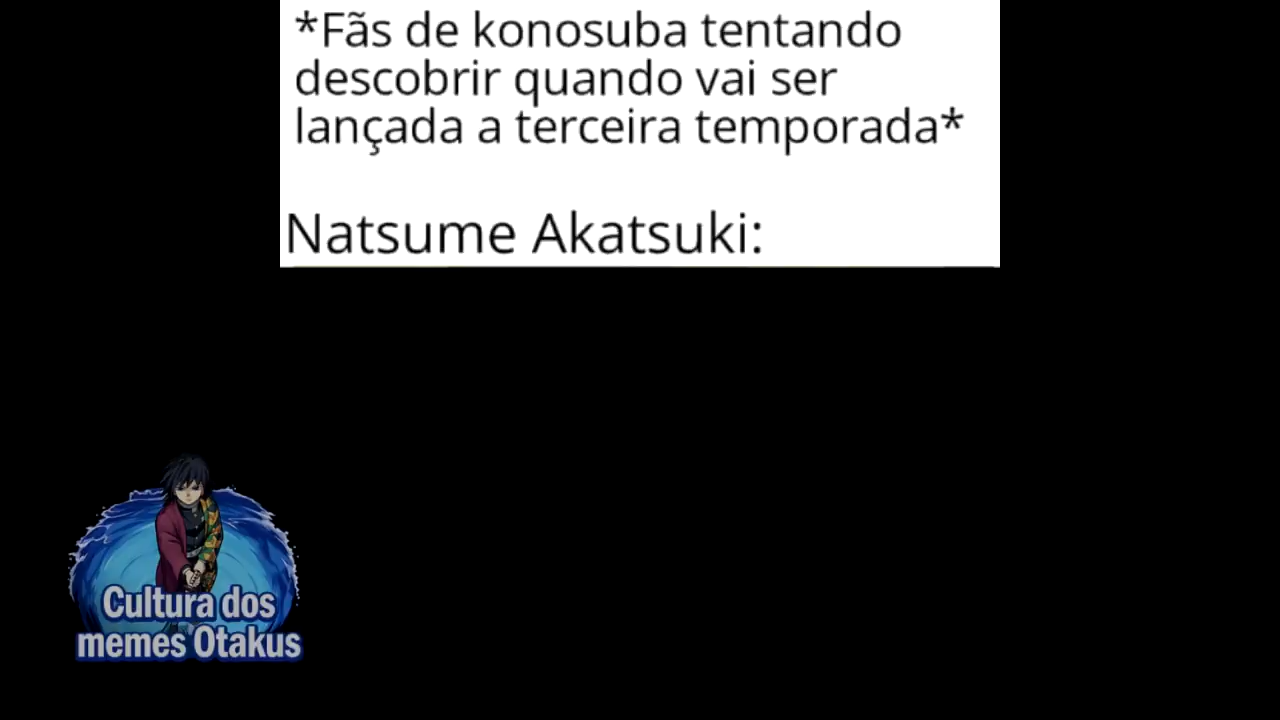 *Fãs de konosuba tentando
descobrir quando vai ser
lançada a terceira temporada*
Natsume Akatsuki:
Cultura dos
memes Otakus